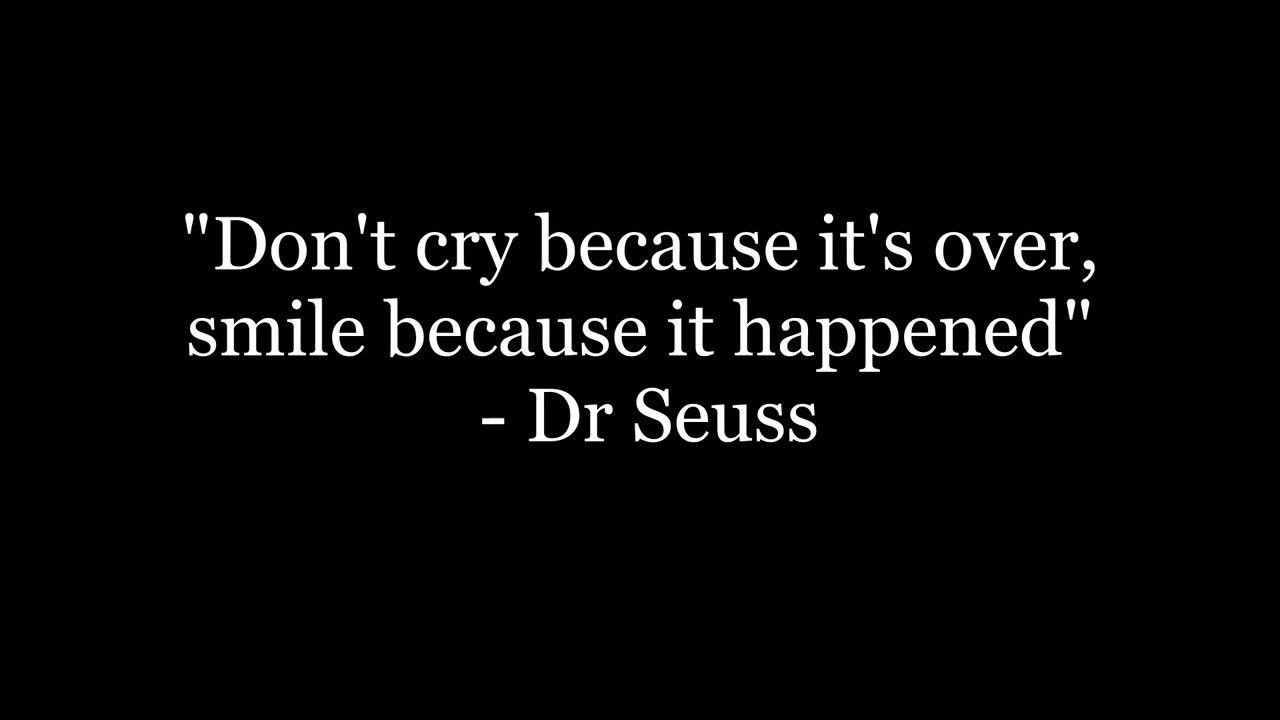 "Don't cry because it's over,
smile because it happened"
- Dr Seuss